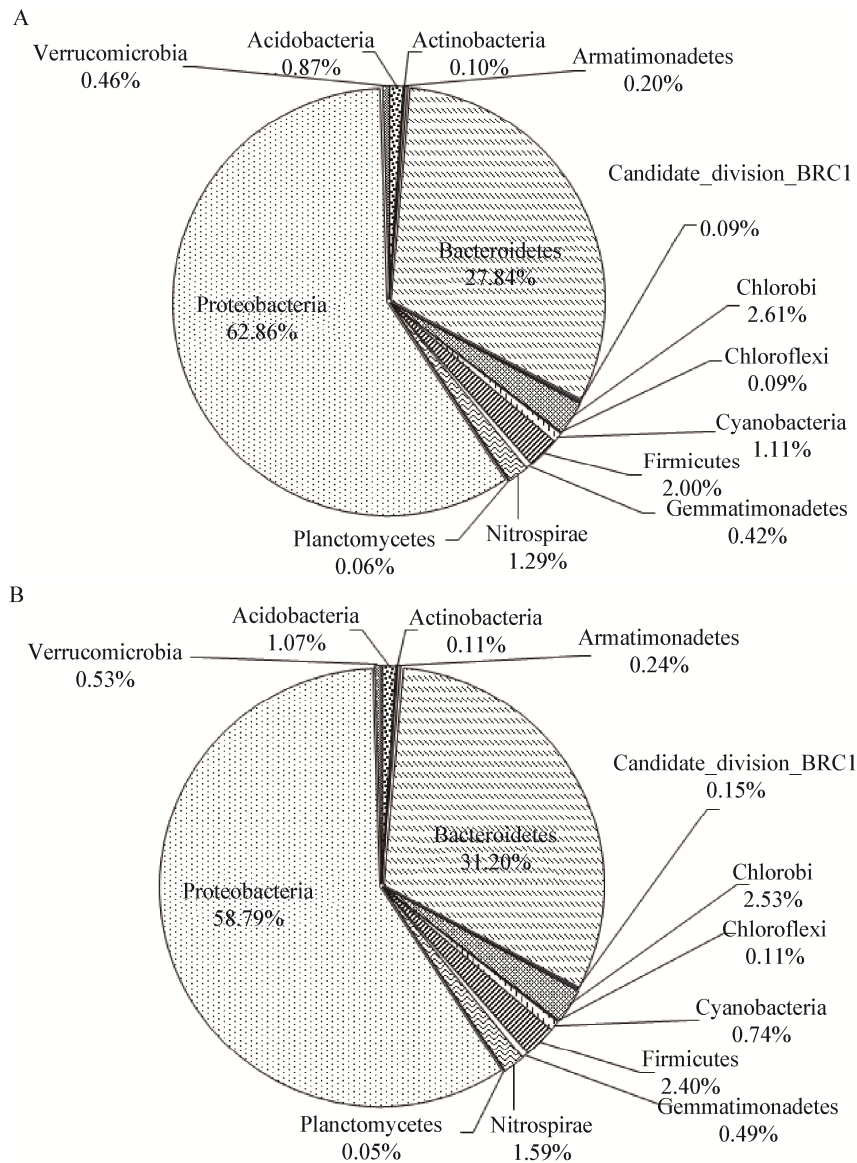 A
Verrucomicrobia
0.46%
Acidobacteria
0.87%
Actinobacteria
0.10%
Armatimonadetes
0.20%
Candidate_division_BRC1
0.09%
Bacteroidetes
27.84%
Chlorobi
2.61%
Proteobacteria
62.86%
Chloroflexi
0.09%
Cyanobacteria
1.11%
Firmicutes
2.00%
Gemmatimonadetes
0.42%
Nitrospirae
1.29%
Planctomycetes
0.06%
B
Verrucomicrobia
0.53%
Acidobacteria
1.07%
Actinobacteria
0.11%
Armatimonadetes
0.24%
Candidate_division_BRC1
0.15%
Bacteroidetes
31.20%
Chlorobi
2.53%
Proteobacteria
58.79%
Chloroflexi
0.11%
Cyanobacteria
0.74%
Firmicutes
2.40%
Gemmatimonadetes
0.49%
Nitrospirae
1.59%
Planctomycetes
0.05%